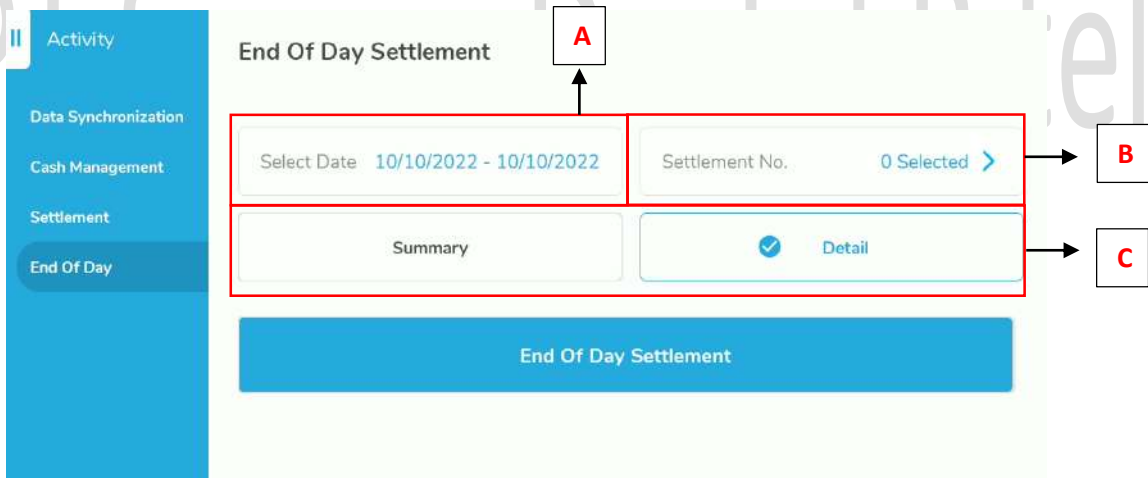 Activity
End Of Day Settlement
A
Data Synchronization
Cash Management
Settlement
End Of Day
Select Date 10/10/2022 - 10/10/2022
Settlement No. 0 Selected
B
Summary
Detail
C
End Of Day Settlement